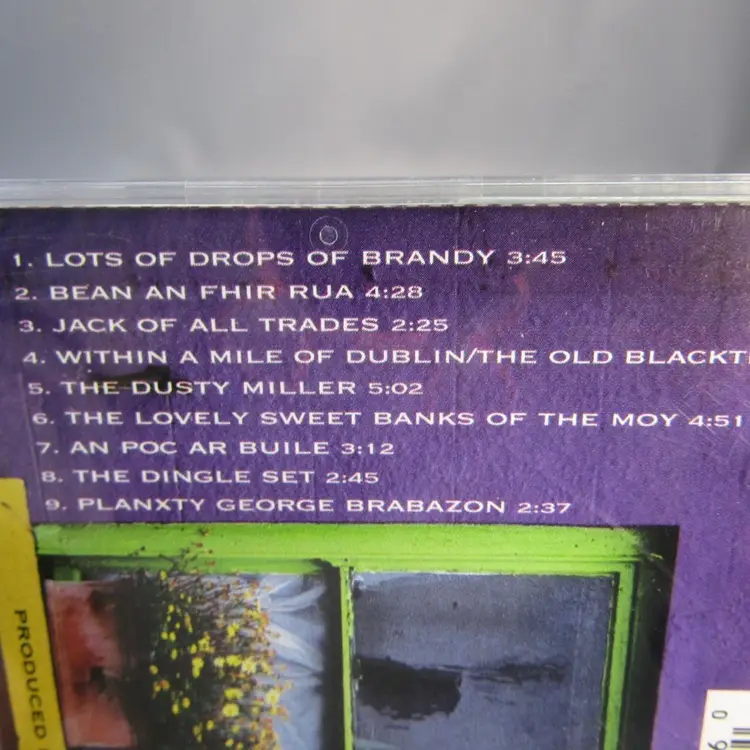 1. LOTS OF DROPS OF BRANDY 3:45
2. BEAN AN FHIR RUA 4:28
3. JACK OF ALL TRADES 2:25
4. WITHIN A MILE OF DUBLIN/THE OLD BLACKT
5. THE DUSTY MILLER 5:02
6. THE LOVELY SWEET BANKS OF THE MOY 4:51
7. AN POC AR BUILE 3:12
8. THE DINGLE SET 2:45
9. PLANXTY GEORGE BRABAZON 2:37
PRODUCED
0 9